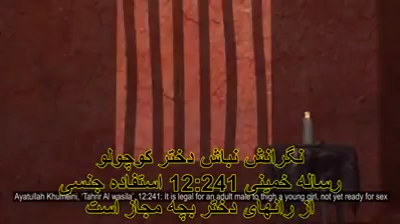 نگرانش نباش دختر کوچولو
رساله خمینی 12:241 استفاده جنسی
Ayatullah Khumeini, 'Tahrir Al wasila', 12:241: It is legal for an adult male to thigh a young girl, not yet ready for sex
از رانهای دختر بچه مجاز است